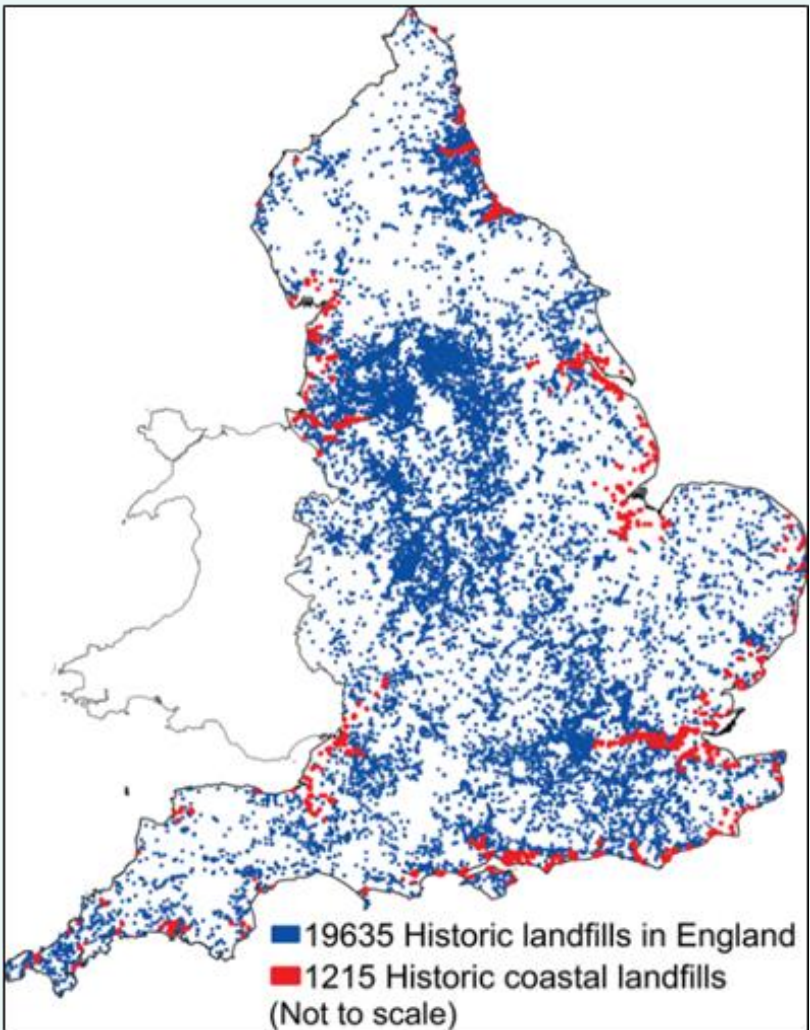 19635 Historic landfills in England
1215 Historic coastal landfills
(Not to scale)